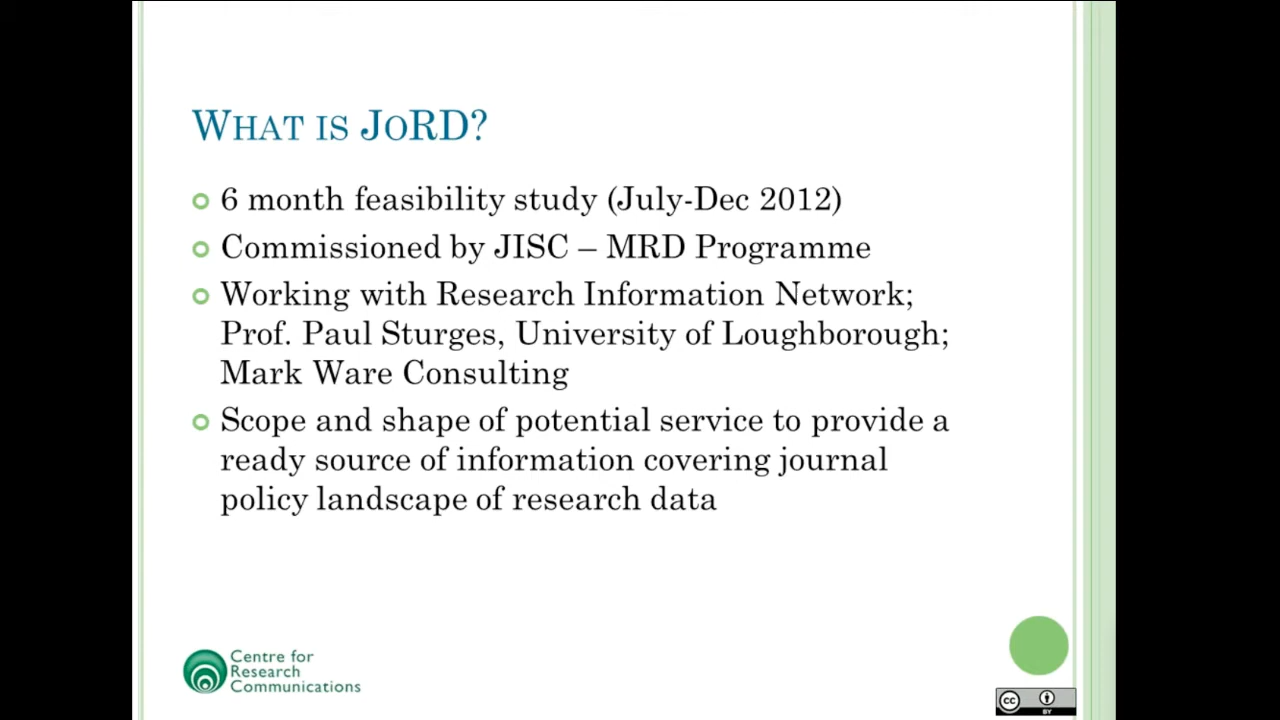 WHAT IS JORD?
6 month feasibility study (July-Dec 2012)
Commissioned by JISC – MRD Programme
Working with Research Information Network;
Prof. Paul Sturges, University of Loughborough;
Mark Ware Consulting
Scope and shape of potential service to provide a
ready source of information covering journal
policy landscape of research data
Centre for
Research
Communications
cc
BY